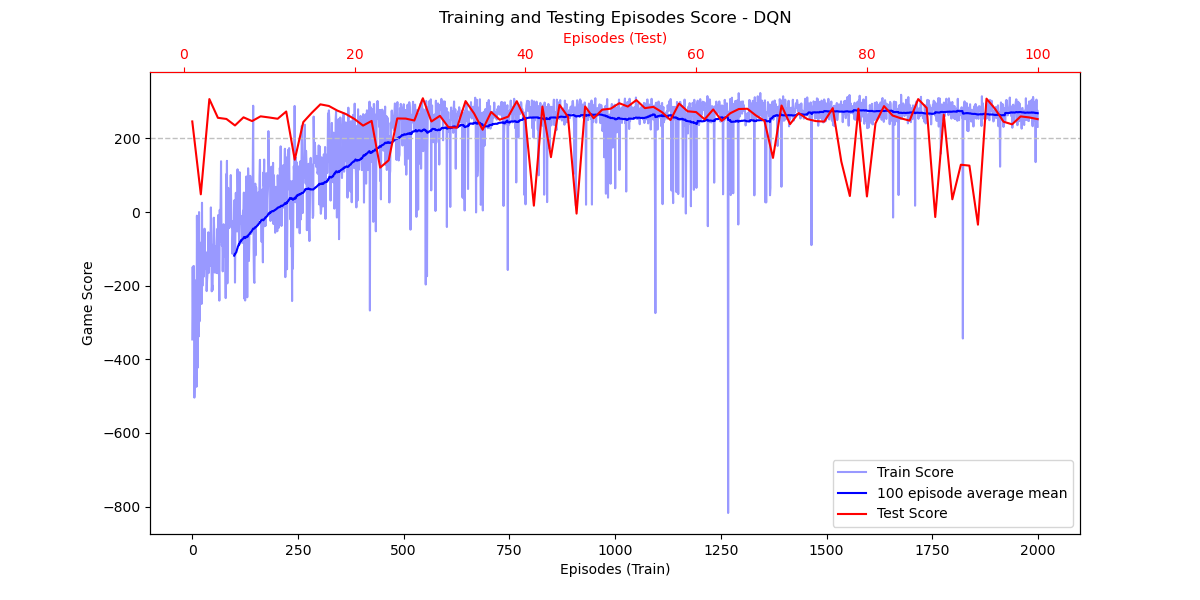 Training and Testing Episodes Score - DQN
Episodes (Test)
0 20 40 60 80 100
200
0
−200
−400
−600
−800
Game Score
Train Score
100 episode average mean
Test Score
0 250 500 750 1000 1250 1500 1750 2000
Episodes (Train)